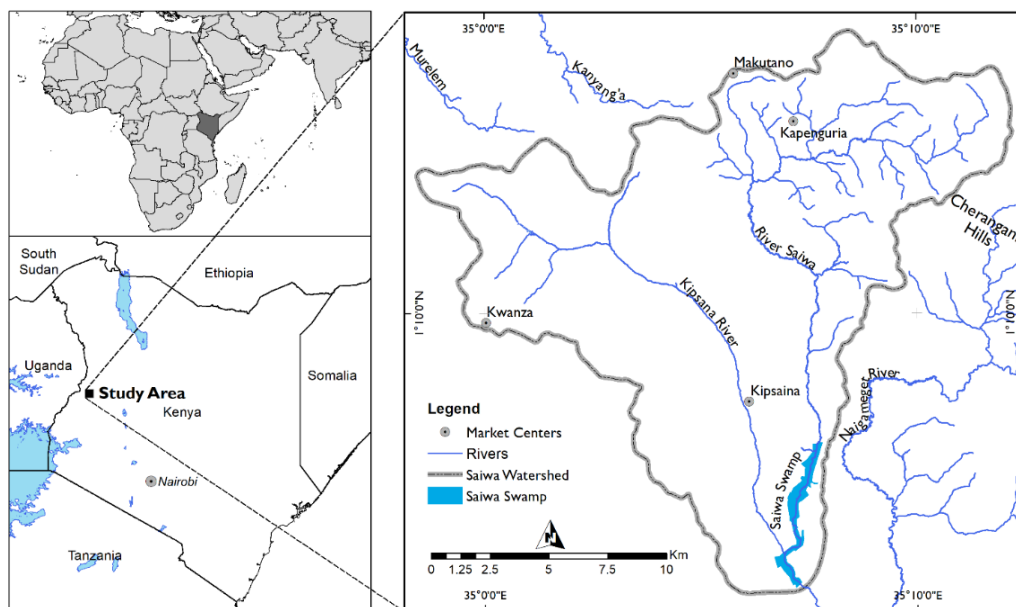 South
Sudan
Ethiopia
Uganda
Somalia
Study Area
Kenya
Nairobi
Tanzania
35°0'0"E
35°10'0"E
Murelem
Kanyang'a
Makutano
Kapenguria
Cherangani
Hills
River Saiwa
1°10'0"N
Kwanza
Kipsana River
1°10'0"N
Naigameger River
Kipsaina
Saiwa Swamp
Legend
Market Centers
Rivers
Saiwa Watershed
Saiwa Swamp
N
Km
0 1.25 2.5 5 7.5 10
35°0'0"E
35°10'0"E